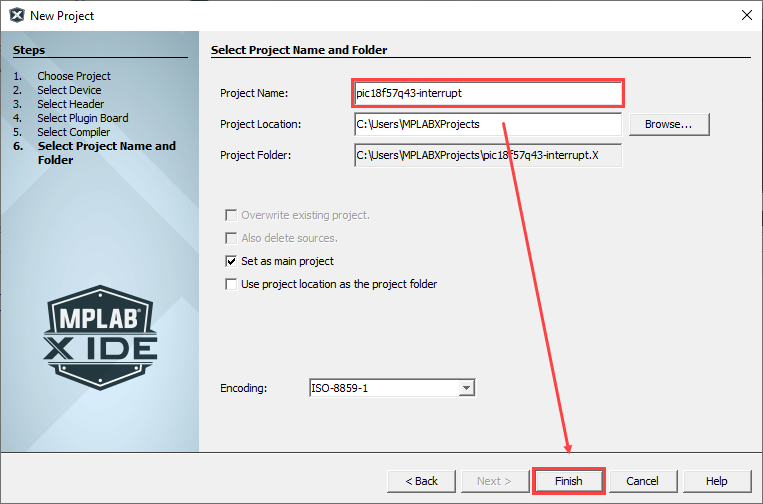 New Project
Steps
1. Choose Project
2. Select Device
3. Select Header
4. Select Plugin Board
5. Select Compiler
6. Select Project Name and
Folder
MPLAB®
X IDE
Select Project Name and Folder
Project Name: pic18f57q43-interrupt
Project Location: C:\Users\MPLABXProjects Browse...
Project Folder: C:\Users\MPLABXProjects\pic18f57q43-interrupt.X
Overwrite existing project.
Also delete sources.
Set as main project
Use project location as the project folder
Encoding: ISO-8859-1
< Back Next > Finish Cancel Help